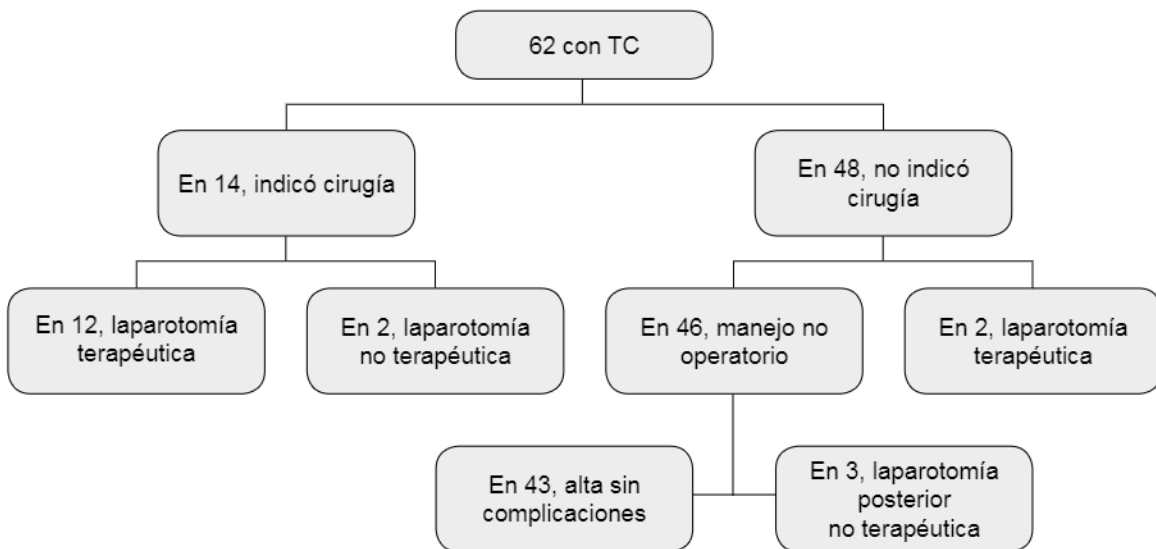 62 con TC
En 14, indicó cirugía
En 48, no indicó
cirugía
En 12, laparotomía
terapéutica
En 2, laparotomía
no terapéutica
En 46, manejo no
operatorio
En 2, laparotomía
terapéutica
En 43, alta sin
complicaciones
En 3, laparotomía
posterior
no terapéutica